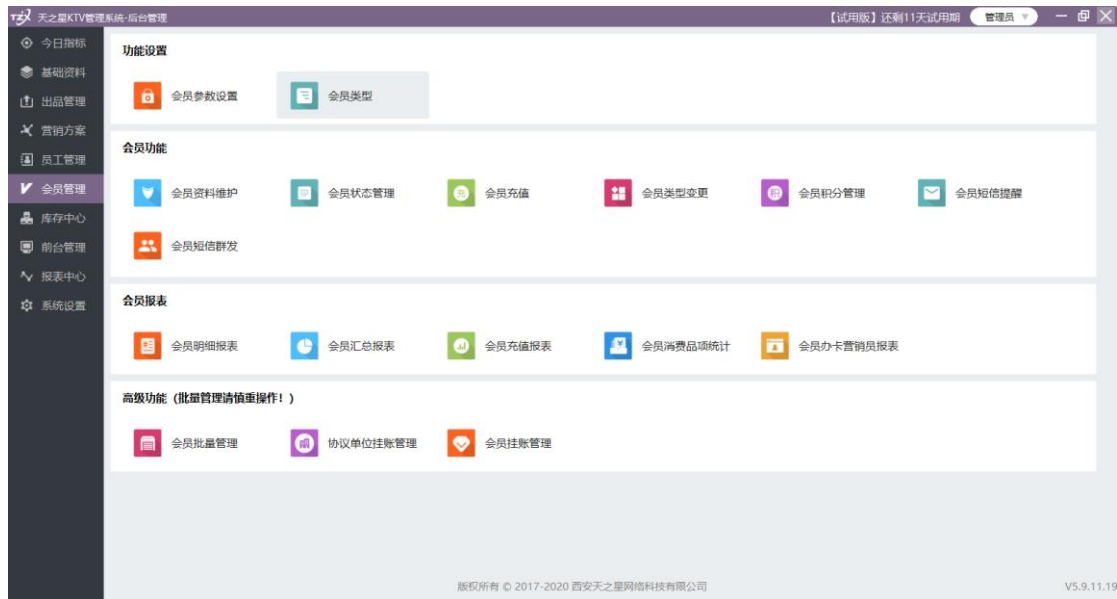 TZX 天之星KTV管理系统-后台管理 【试用版】还剩11天试用期 管理员
今日指标
基础资料
出品管理
营销方案
员工管理
会员管理
库存中心
前台管理
报表中心
系统设置
功能设置
会员参数设置 会员类型
会员功能
会员资料维护 会员状态管理 充 会员充值 会员类型变更 积 会员积分管理 会员短信提醒
会员短信群发
会员报表
会员明细报表 会员汇总报表 会员充值报表 会员消费品项统计 会员办卡营销员报表
高级功能（批量管理请慎重操作！）
会员批量管理 协议单位挂账管理 会员挂账管理
版权所有 © 2017-2020 西安天之星网络科技有限公司 V5.9.11.19